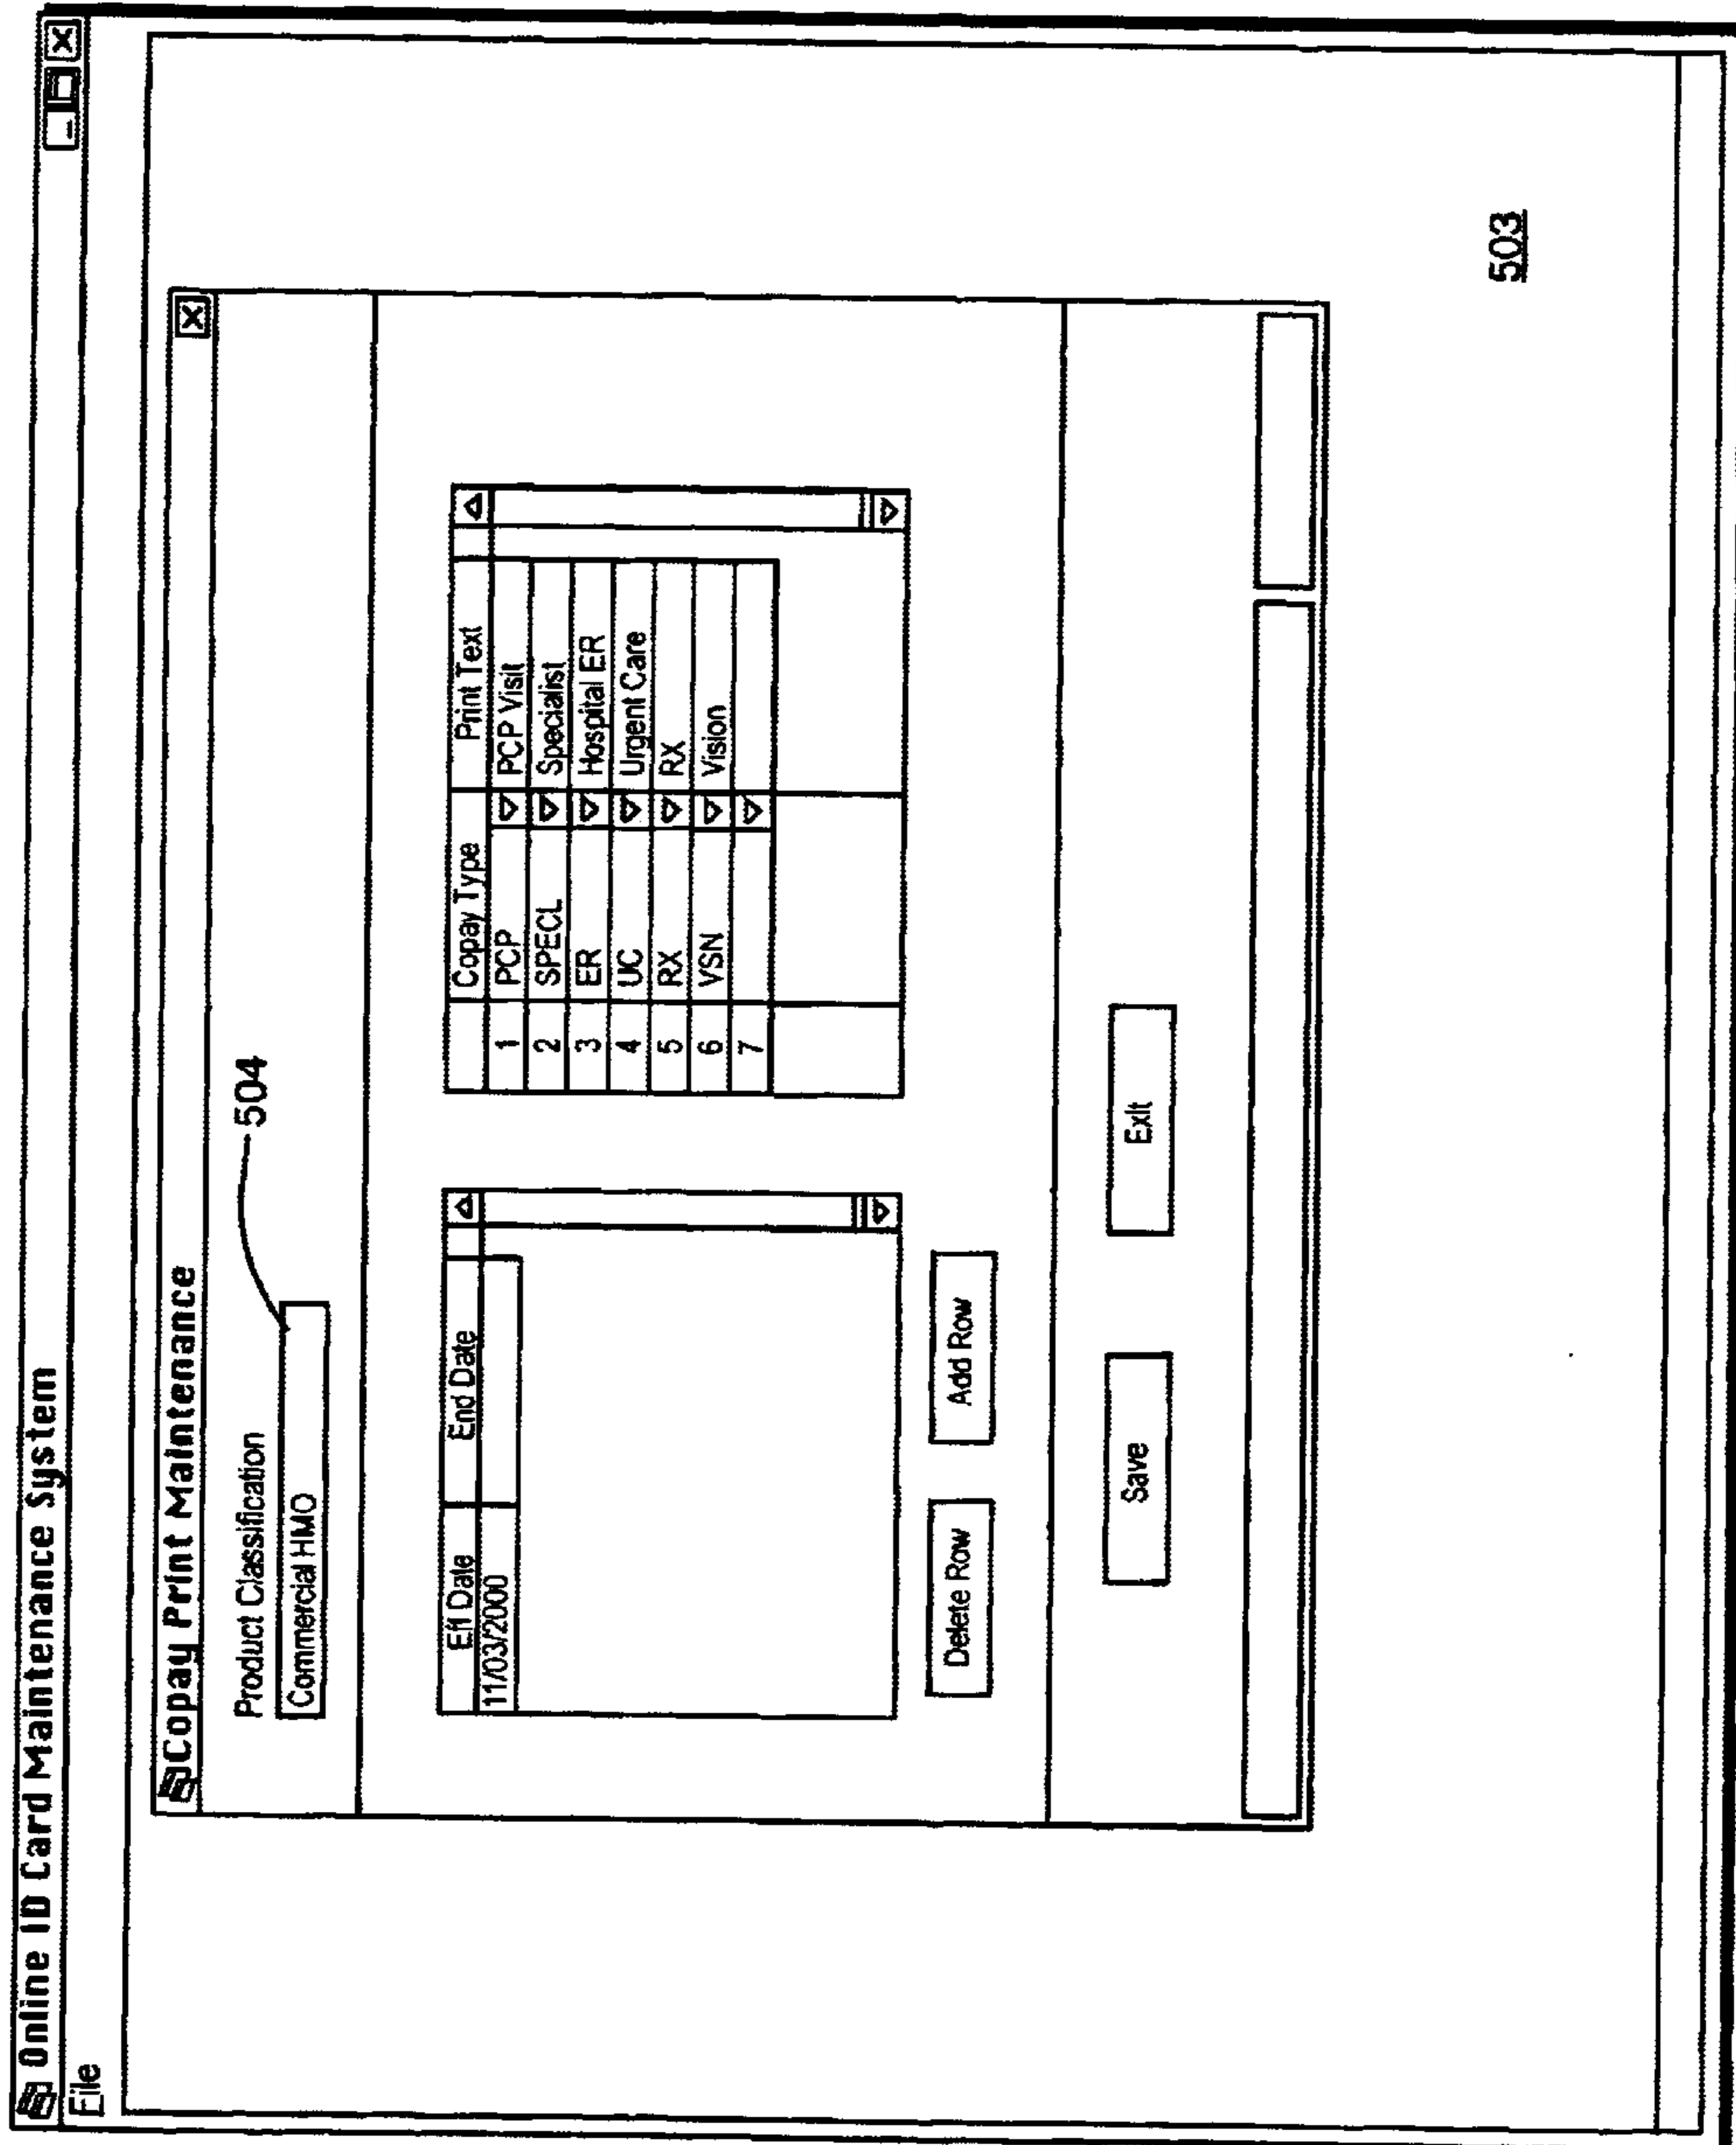 Online ID Card Maintenance System
File
Copay Print Maintenance
Product Classification
Commercial HMO
504
Eff Date End Date
11/03/2000
Copay Type Print Text
1 PCP PCP Visit
2 SPECL Specialist
3 ER Hospital ER
4 UC Urgent Care
5 RX RX
6 VSN Vision
7
Delete Row Add Row
Save Exit
503